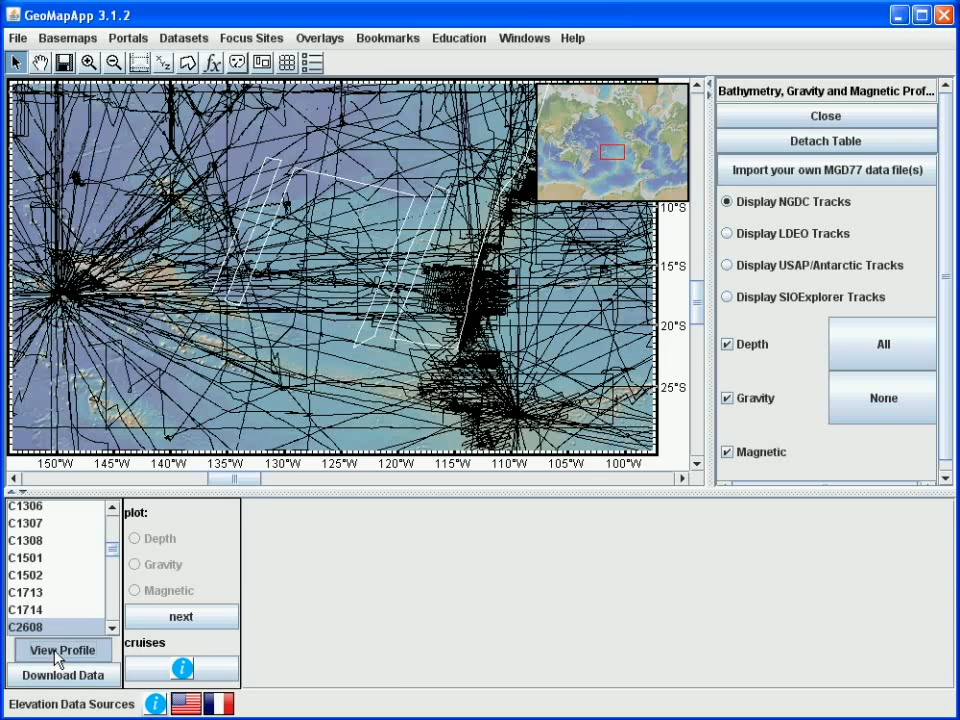 GeoMapApp 3.1.2
File Basemaps Portals Datasets Focus Sites Overlays Bookmarks Education Windows Help
Bathymetry, Gravity and Magnetic Prof...
Close
Detach Table
Import your own MGD77 data file(s)
Display NGDC Tracks
Display LDEO Tracks
Display USAP/Antarctic Tracks
Display SIOExplorer Tracks
Depth
All
Gravity
None
Magnetic
10°S
15°S
20°S
25°S
150°W 145°W 140°W 135°W 130°W 125°W 120°W 115°W 110°W 105°W 100°W
C1306
C1307
C1308
C1501
C1502
C1713
C1714
C2608
View Profile
Download Data
plot:
Depth
Gravity
Magnetic
next
cruises
Elevation Data Sources